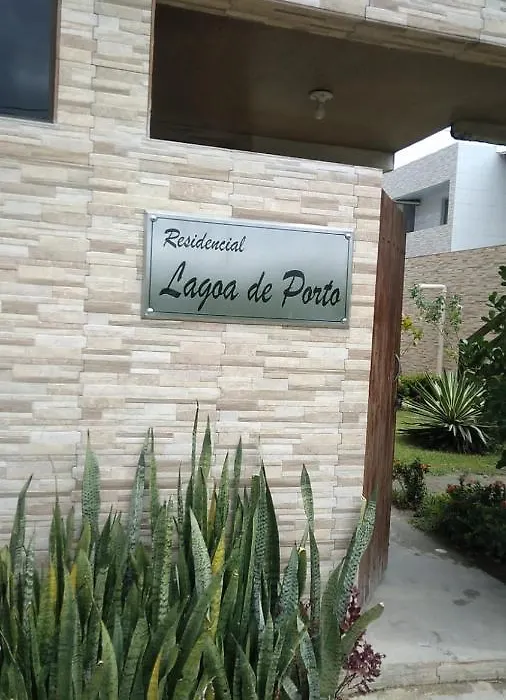 Residencial
Lagoa de Porto